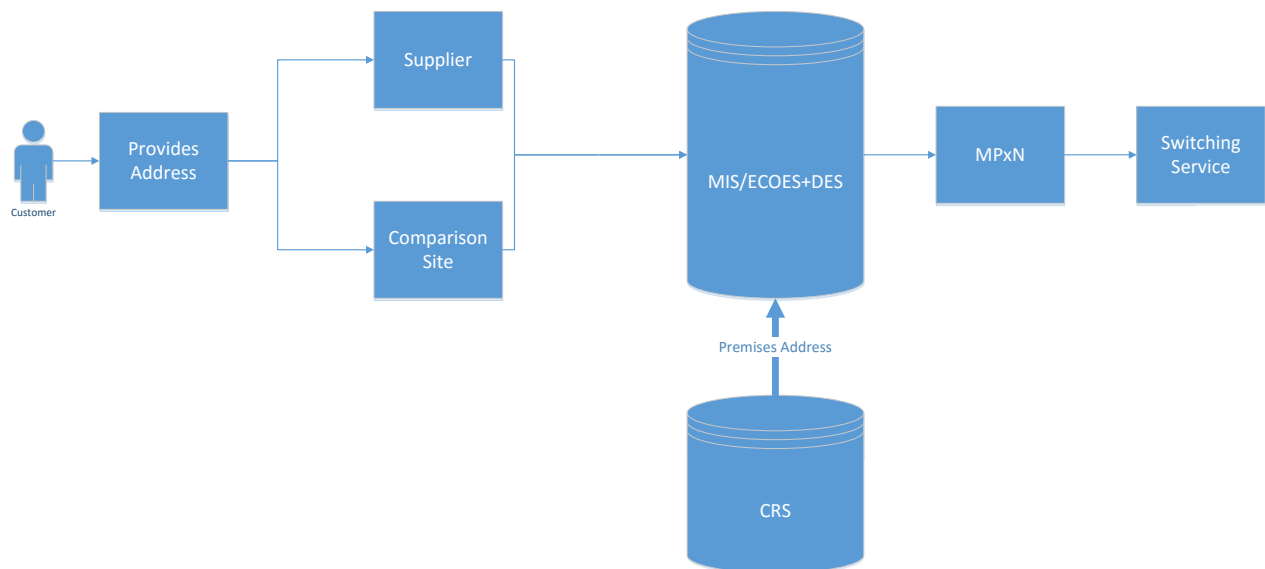 Customer
Provides
Address
Supplier
Comparison
Site
MIS/ECOES+DES
MPxN
Switching
Service
Premises Address
CRS